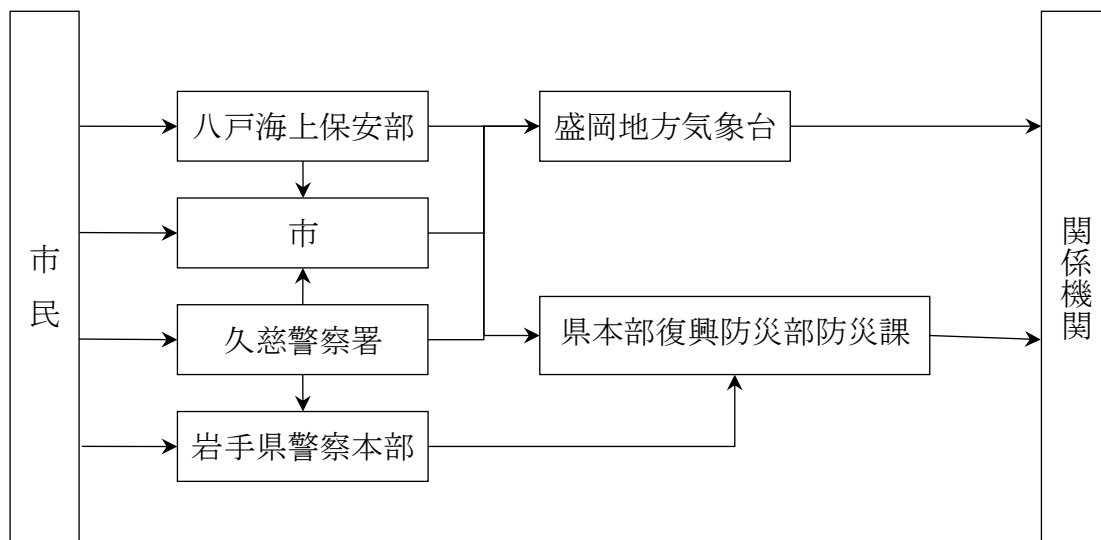 市民
八戸海上保安部
市
久慈警察署
岩手県警察本部
盛岡地方気象台
県本部復興防災部防災課
関係機関